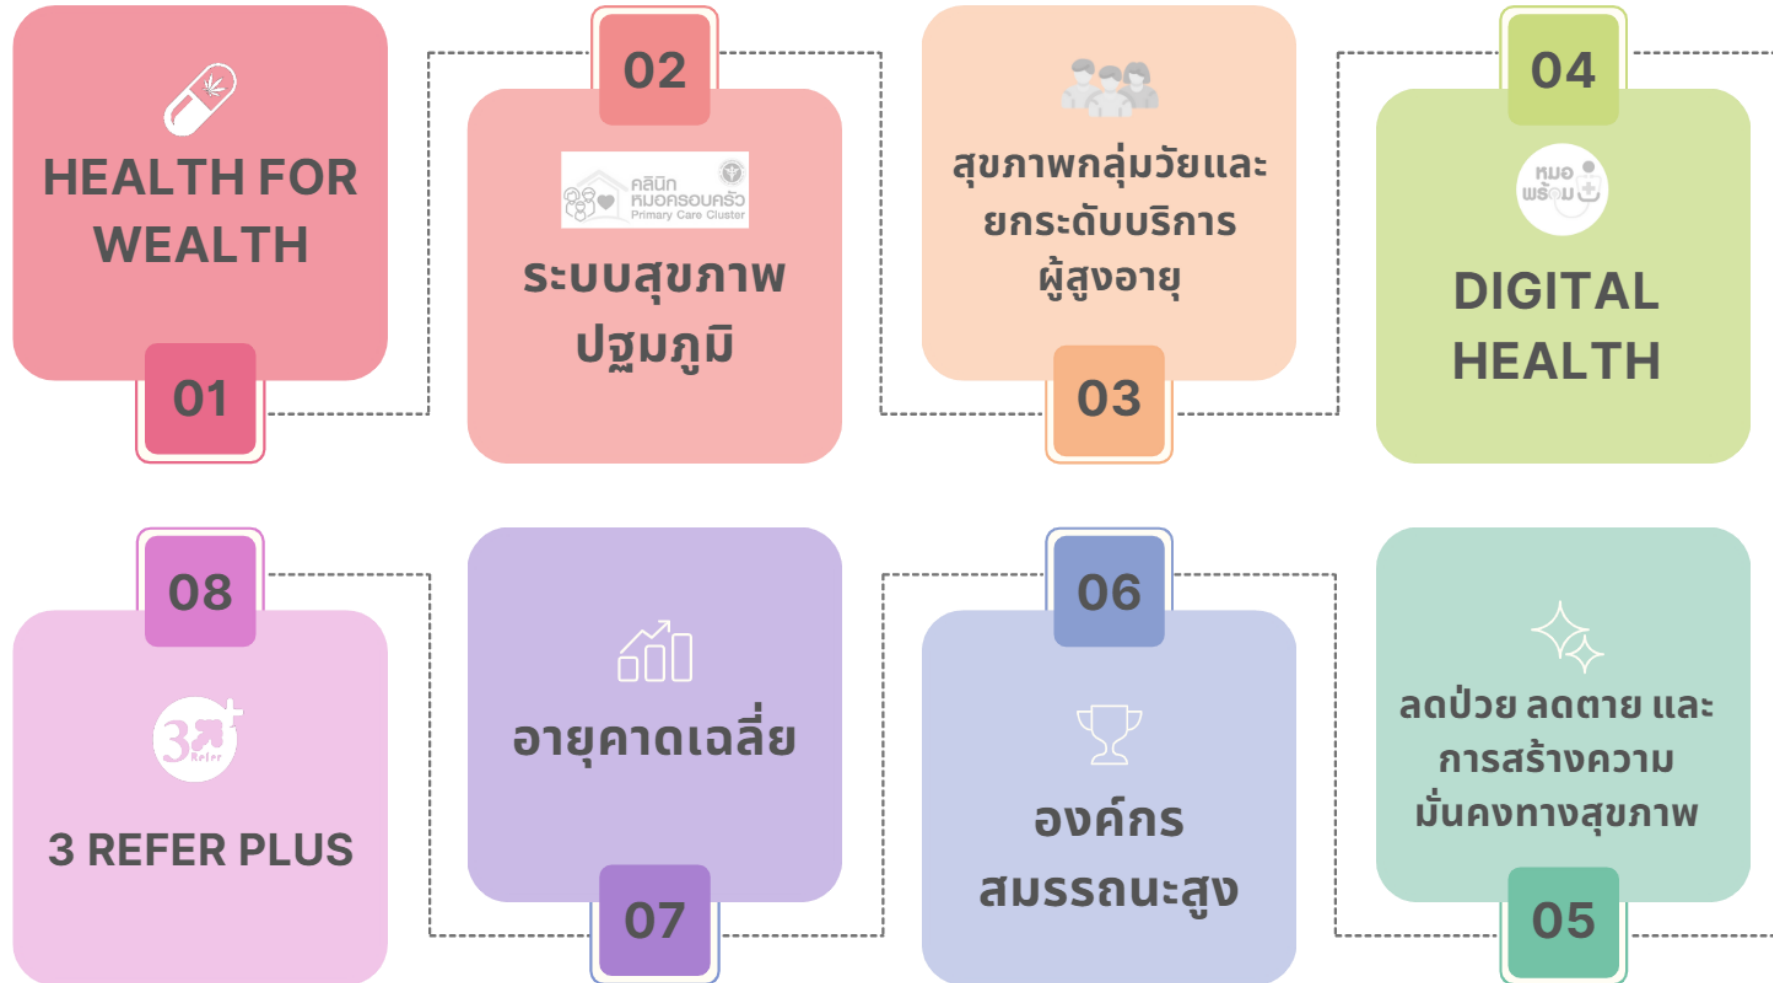 HEALTH FOR
WEALTH
01
02
คลินิก
หมอครอบครัว
Primary Care Cluster
ระบบสุขภาพ
ปฐมภูมิ
สุขภาพกลุ่มวัยและ
ยกระดับบริการ
ผู้สูงอายุ
03
04
หมอ
พร้อม
DIGITAL
HEALTH
ลดป่วย ลดตาย และ
การสร้างความ
มั่นคงทางสุขภาพ
05
06
องค์กร
สมรรถนะสูง
อายุคาดเฉลี่ย
07
08
3
Refer
3 REFER PLUS